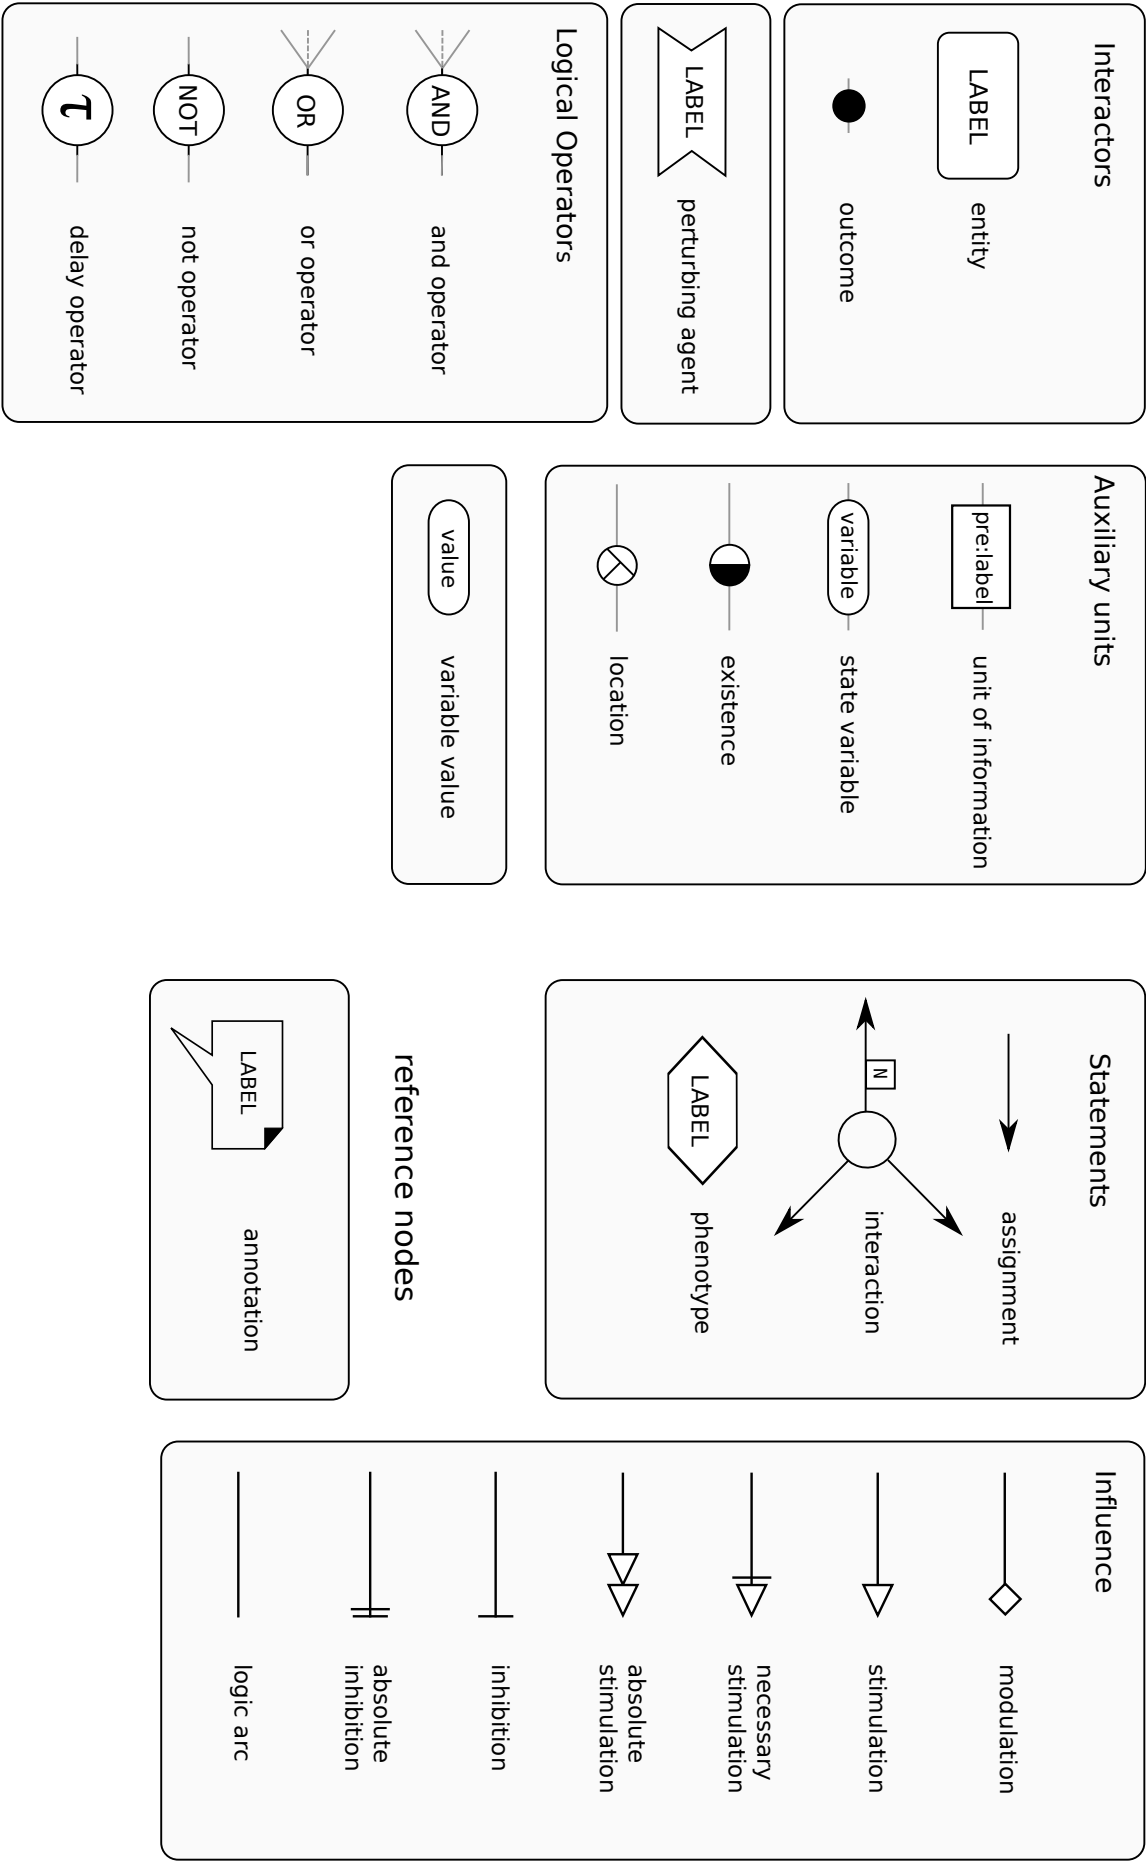 Interactors
LABEL
entity
outcome
LABEL
perturbing agent
Logical Operators
AND
and operator
OR
or operator
NOT
not operator
τ
delay operator
Auxiliary units
pre:label
unit of information
variable
state variable
existence
location
value
variable value
Statements
assignment
N
interaction
LABEL
phenotype
reference nodes
LABEL
annotation
Influence
modulation
stimulation
necessary
stimulation
absolute
stimulation
inhibition
absolute
inhibition
logic arc